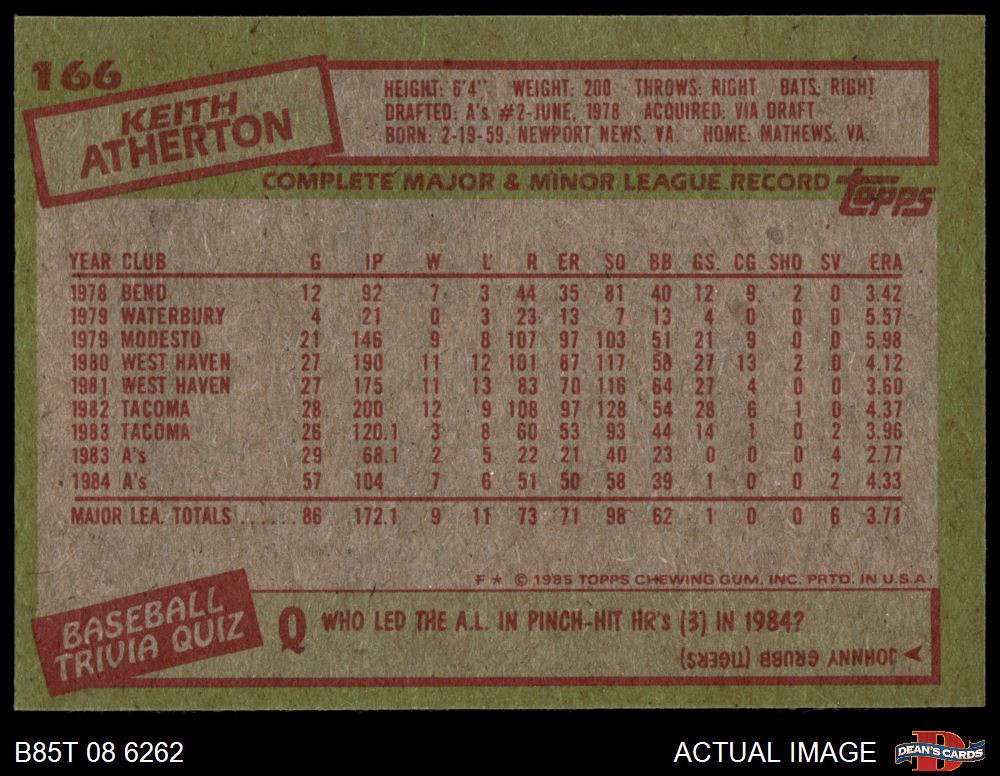 166
KEITH
ATHERTON
HEIGHT: 6'4" WEIGHT: 200 THROWS: RIGHT BATS: RIGHT
DRAFTED: A's #2-JUNE, 1978 ACQUIRED: VIA DRAFT
BORN: 2-19-59, NEWPORT NEWS, VA. HOME: MATHEWS, VA.
COMPLETE MAJOR & MINOR LEAGUE RECORD topps
YEAR CLUB G IP W L R ER SO BB GS CG SHO SV ERA
1978 BEND 12 92 7 3 44 35 81 40 12 9 2 0 3.42
1979 WATERBURY 4 21 0 3 23 13 7 13 4 0 0 0 5.57
1979 MODESTO 21 146 9 8 107 97 103 51 21 9 0 0 5.98
1980 WEST HAVEN 27 190 11 12 101 87 117 58 27 13 2 0 4.12
1981 WEST HAVEN 27 175 11 13 83 70 116 64 27 4 0 0 3.60
1982 TACOMA 28 200 12 9 108 97 128 54 28 6 1 0 4.37
1983 TACOMA 26 120.1 3 8 60 53 93 44 14 1 0 2 3.96
1983 A's 29 68.1 2 5 22 21 40 23 0 0 0 4 2.77
1984 A's 57 104 7 6 51 50 58 39 1 0 0 2 4.33
MAJOR LEA. TOTALS ...... 86 172.1 9 11 73 71 98 62 1 0 0 6 3.71
F ★ © 1985 TOPPS CHEWING GUM, INC. PRTD. IN U.S.A.
BASEBALL
TRIVIA QUIZ
Q WHO LED THE A.L. IN PINCH-HIT HR's (3) IN 1984?
JOHNNY GRUBB (TIGERS)
B85T 08 6262
ACTUAL IMAGE
D
DEAN'S CARDS